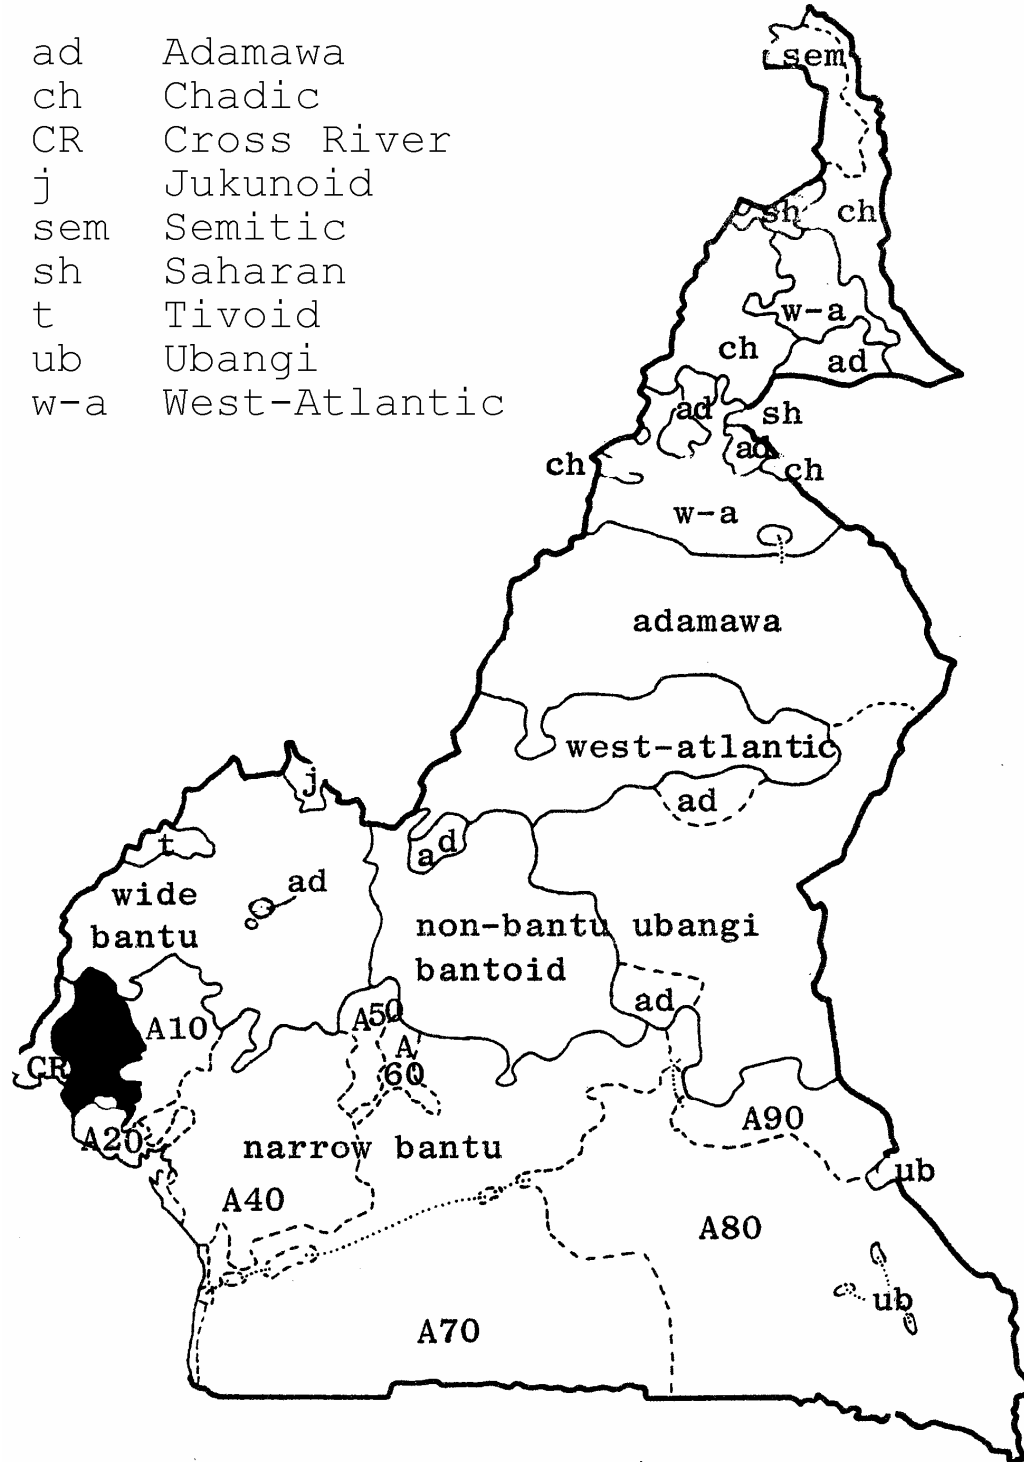 ad Adamawa
ch Chadic
CR Cross River
j Jukunoid
sem Semitic
sh Saharan
t Tivoid
ub Ubangi
w-a West-Atlantic
sem
sh
ch
w-a
ch
ad
ad
sh
ad
ch
ch
w-a
adamawa
west-atlantic
j
ad
t
ad
ad
wide
bantu
non-bantu
bantoid
ubangi
ad
A50
A10
A
60
CR
A20
A90
narrow bantu
ub
A40
A80
ub
A70